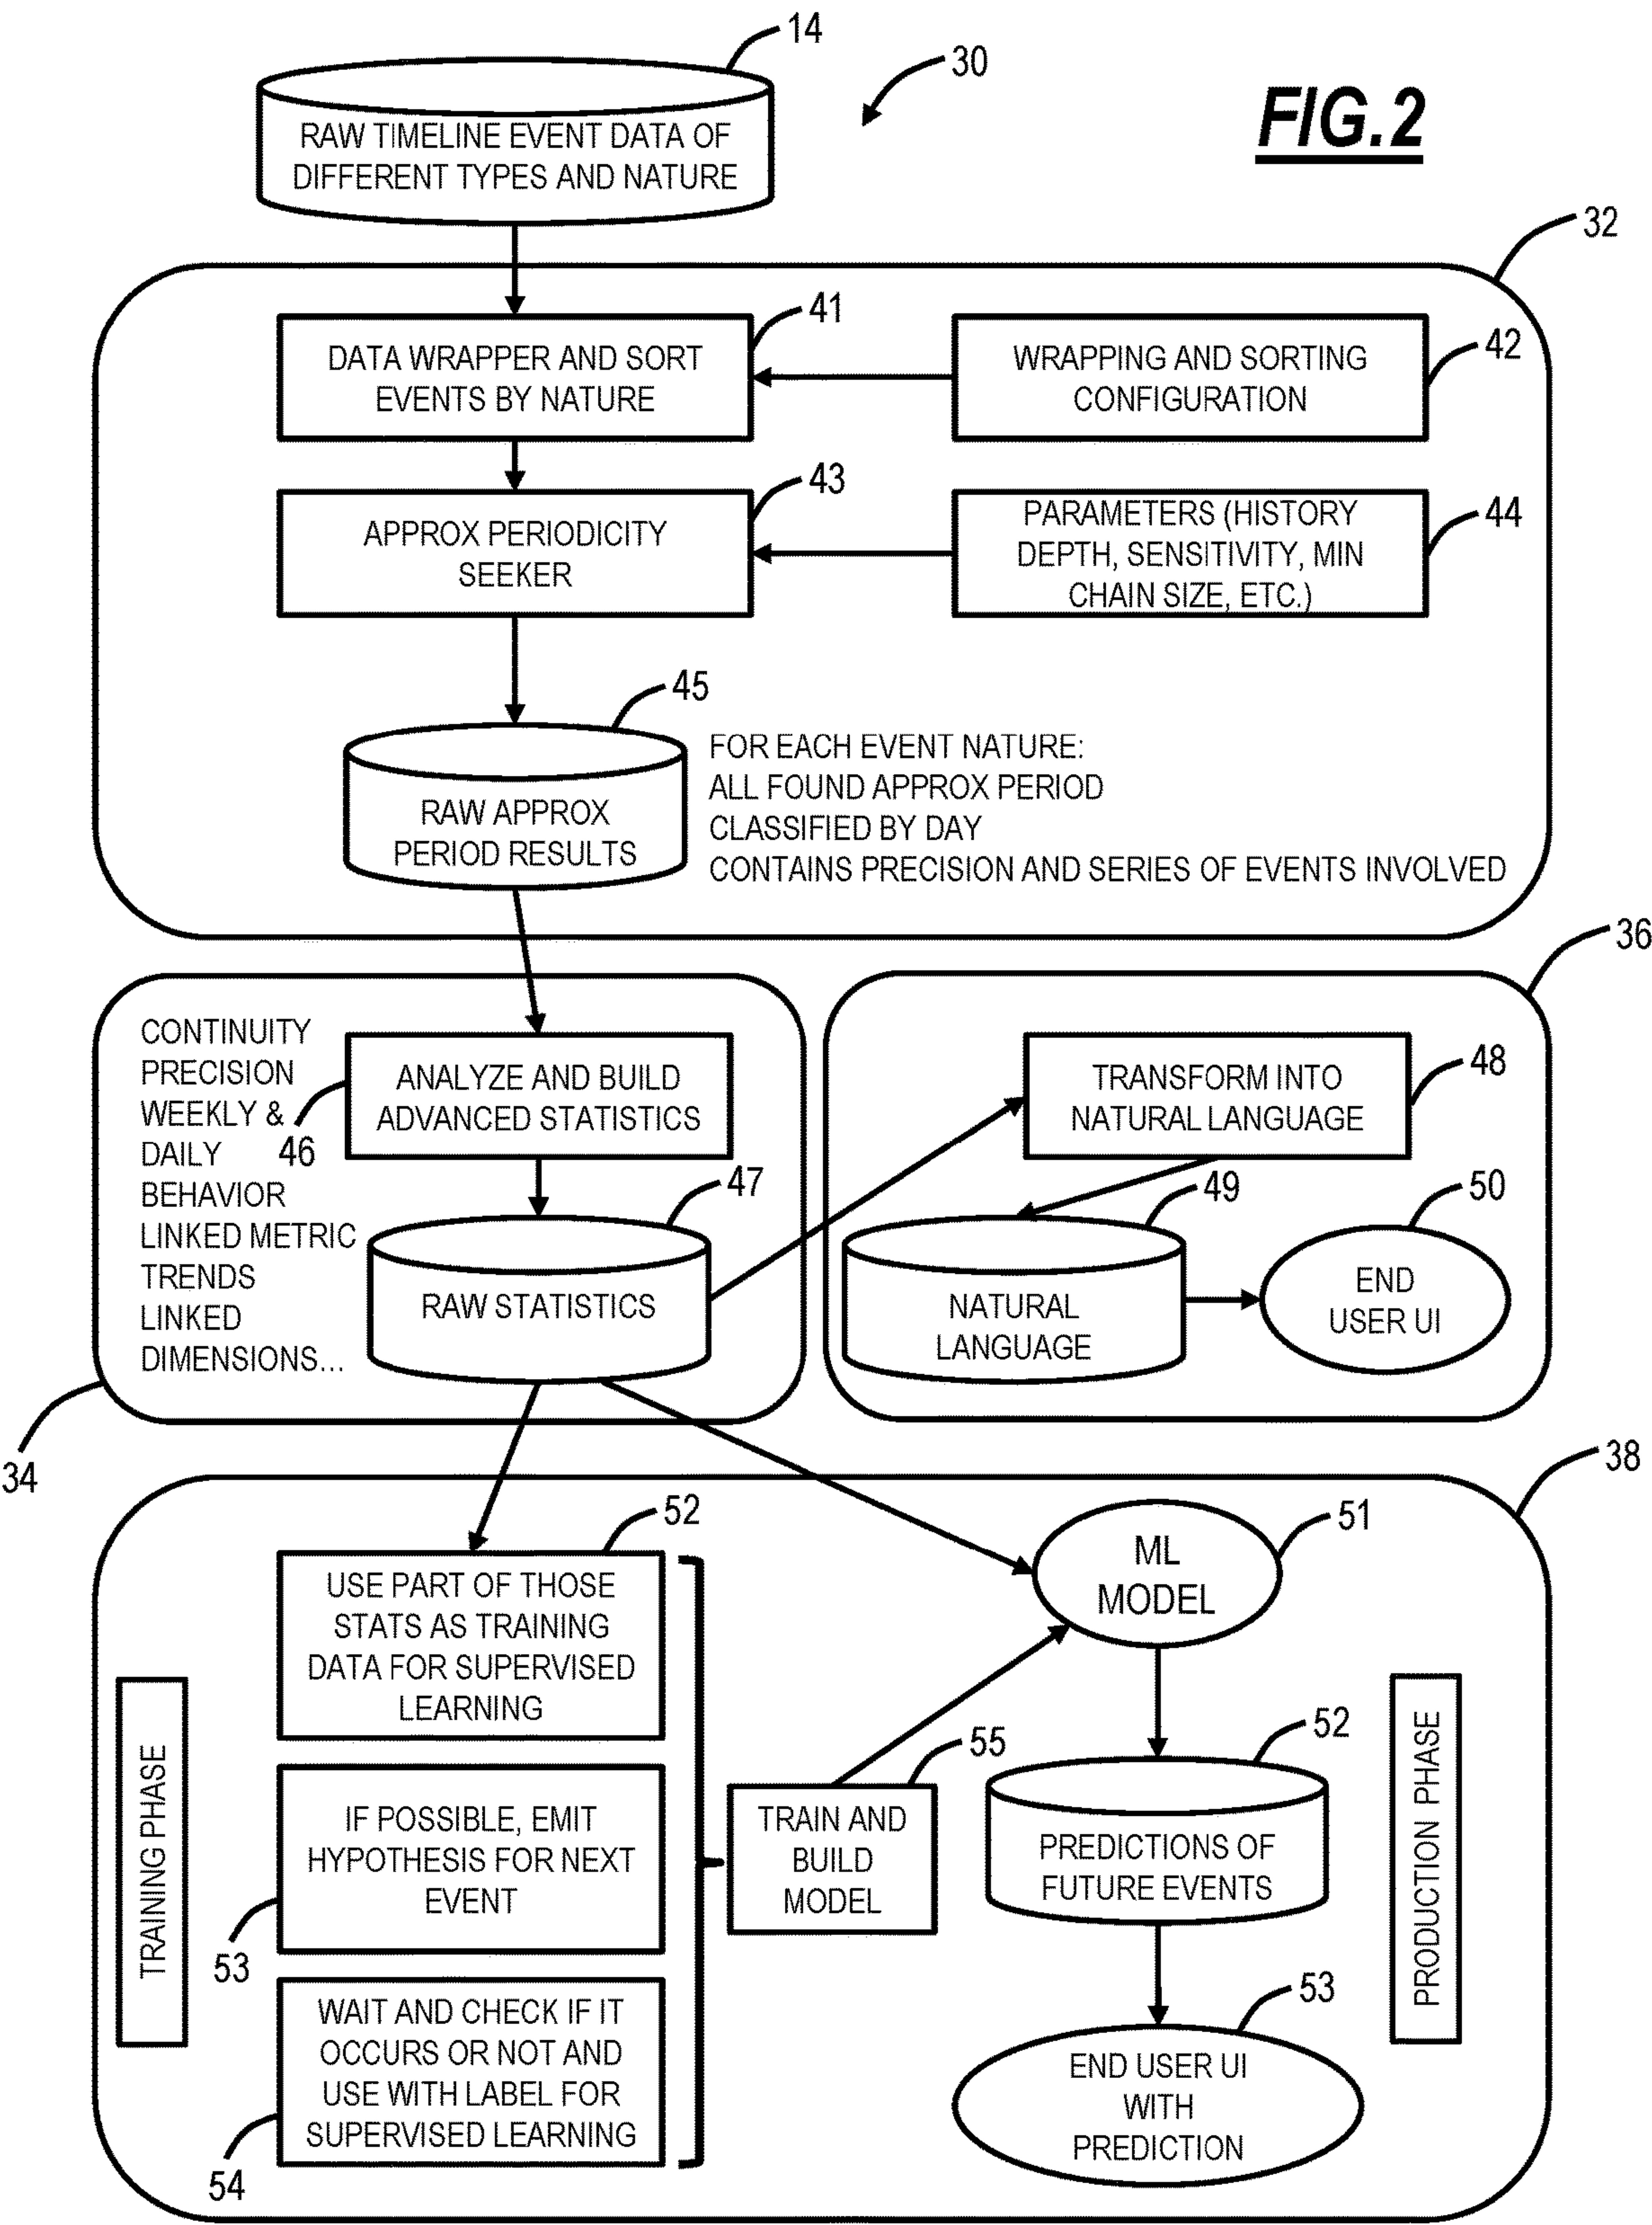 14
30
FIG.2
RAW TIMELINE EVENT DATA OF
DIFFERENT TYPES AND NATURE
32
41
DATA WRAPPER AND SORT
EVENTS BY NATURE
WRAPPING AND SORTING
CONFIGURATION
42
43
APPROX PERIODICITY
SEEKER
PARAMETERS (HISTORY
DEPTH, SENSITIVITY, MIN
CHAIN SIZE, ETC.)
44
45
RAW APPROX
PERIOD RESULTS
FOR EACH EVENT NATURE:
ALL FOUND APPROX PERIOD
CLASSIFIED BY DAY
CONTAINS PRECISION AND SERIES OF EVENTS INVOLVED
36
CONTINUITY
PRECISION
WEEKLY &
DAILY
BEHAVIOR
LINKED METRIC
TRENDS
LINKED
DIMENSIONS...
46
ANALYZE AND BUILD
ADVANCED STATISTICS
47
RAW STATISTICS
34
TRANSFORM INTO
NATURAL LANGUAGE
48
49
NATURAL
LANGUAGE
50
END
USER UI
38
52
USE PART OF THOSE
STATS AS TRAINING
DATA FOR SUPERVISED
LEARNING
TRAINING PHASE
IF POSSIBLE, EMIT
HYPOTHESIS FOR NEXT
EVENT
53
WAIT AND CHECK IF IT
OCCURS OR NOT AND
USE WITH LABEL FOR
SUPERVISED LEARNING
54
55
TRAIN AND
BUILD
MODEL
51
ML
MODEL
52
PREDICTIONS OF
FUTURE EVENTS
53
END USER UI
WITH
PREDICTION
PRODUCTION PHASE